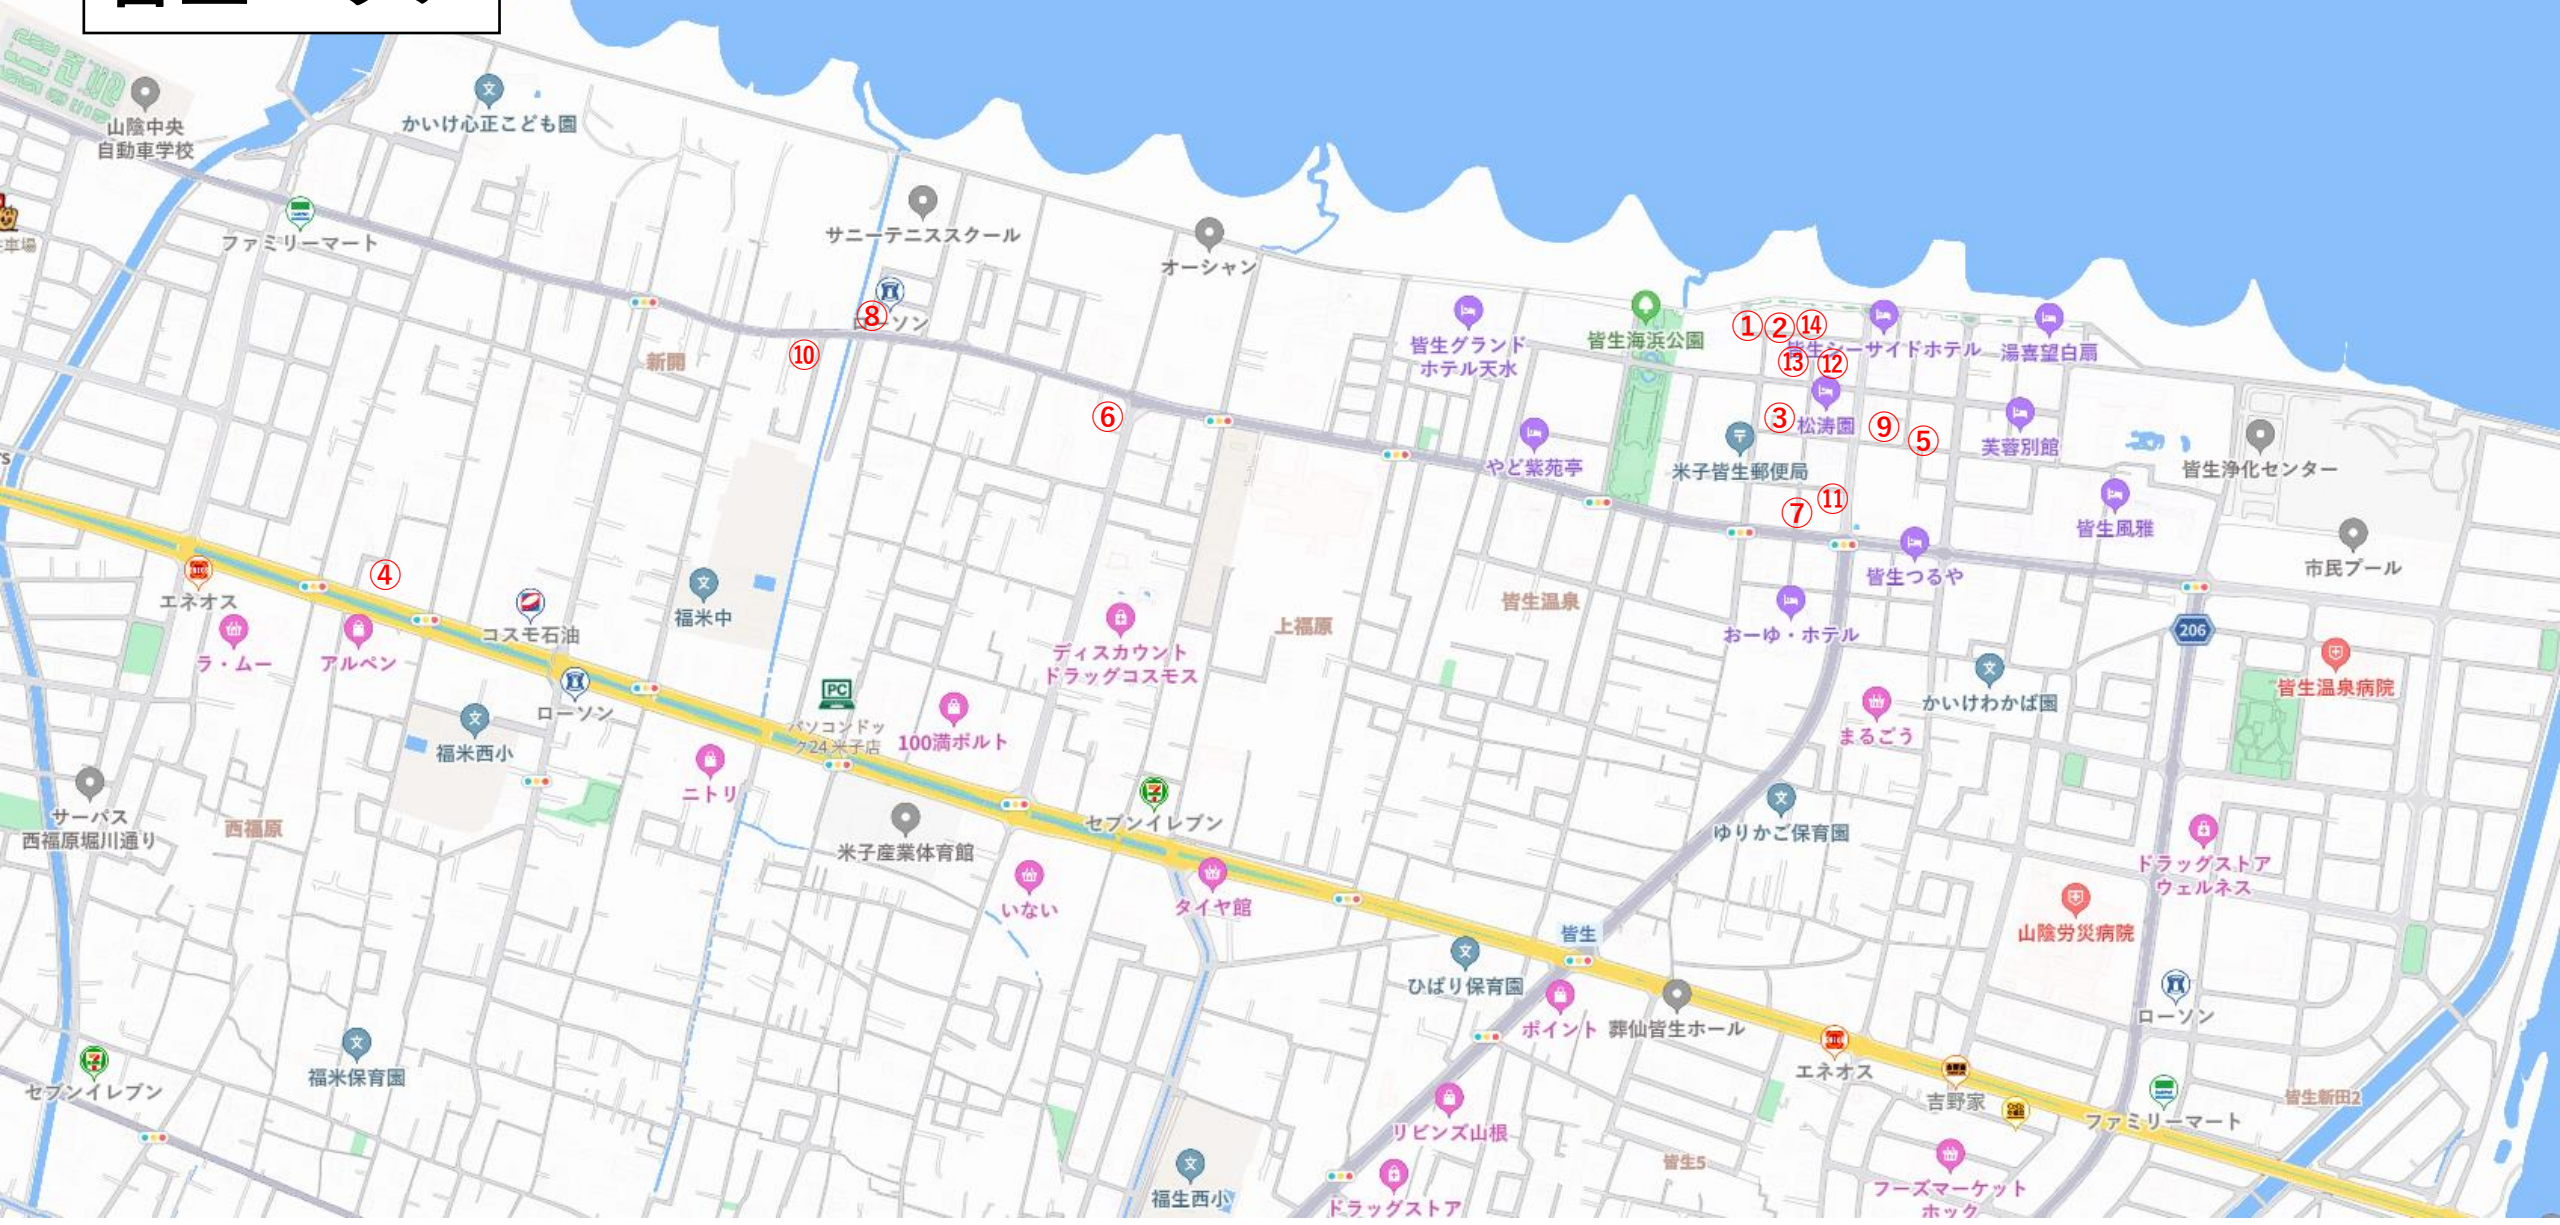 山陰中央
自動車学校
かいけ心正こども園
ファミリーマート
サニーテニススクール
オーシャン
⑧
ローソン
⑩
新開
⑥
皆生グランド
ホテル天水
皆生海浜公園
①
②
⑭
皆生シーサイドホテル
湯喜望白扇
⑬
⑫
③
松涛園
⑨
⑤
芙蓉別館
やど紫苑亭
米子皆生郵便局
皆生浄化センター
⑦
⑪
皆生風雅
皆生つるや
市民プール
④
エネオス
ラ・ムー
アルペン
コスモ石油
ローソン
福米中
福米西小
ディスカウント
ドラッグコスモス
上福原
皆生温泉
おーゆ・ホテル
206
かいけわかば園
皆生温泉病院
まるごう
PC
パソコンドッ
ク24 米子店
100満ボルト
ニトリ
サーパス
西福原堀川通り
西福原
米子産業体育館
セブンイレブン
いない
タイヤ館
ゆりかご保育園
ドラッグストア
ウェルネス
山陰労災病院
皆生
ひばり保育園
ポイント
葬仙皆生ホール
ローソン
エネオス
吉野家
ファミリーマート
皆生新田2
セブンイレブン
福米保育園
リビンズ山根
皆生5
福生西小
ドラッグストア
フーズマーケット
ホック